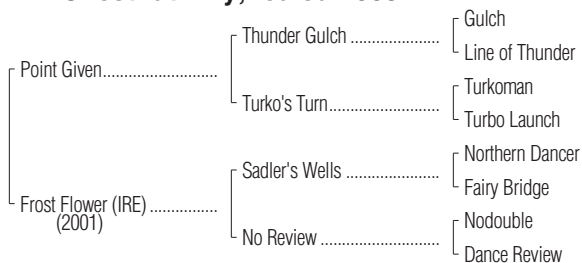 Gulch
Thunder Gulch
Line of Thunder
Point Given
Turkoman
Turko's Turn
Turbo Launch
Northern Dancer
Sadler's Wells
Fairy Bridge
Frost Flower (IRE)
(2001)
Nodouble
No Review
Dance Review